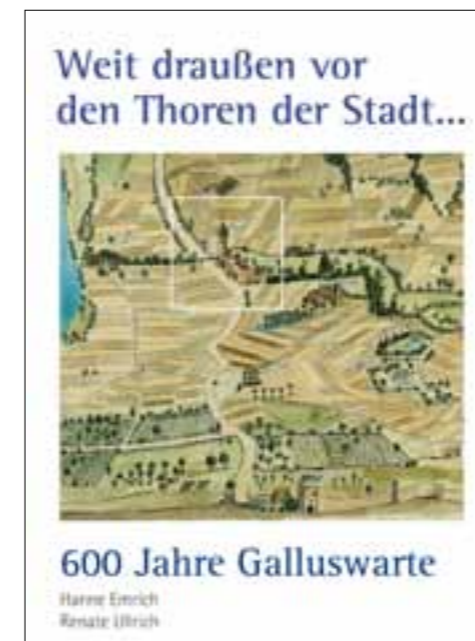 Weit draußen vor
den Thoren der Stadt...
600 Jahre Galluswarte
Hanne Emrich
Renate Ullrich